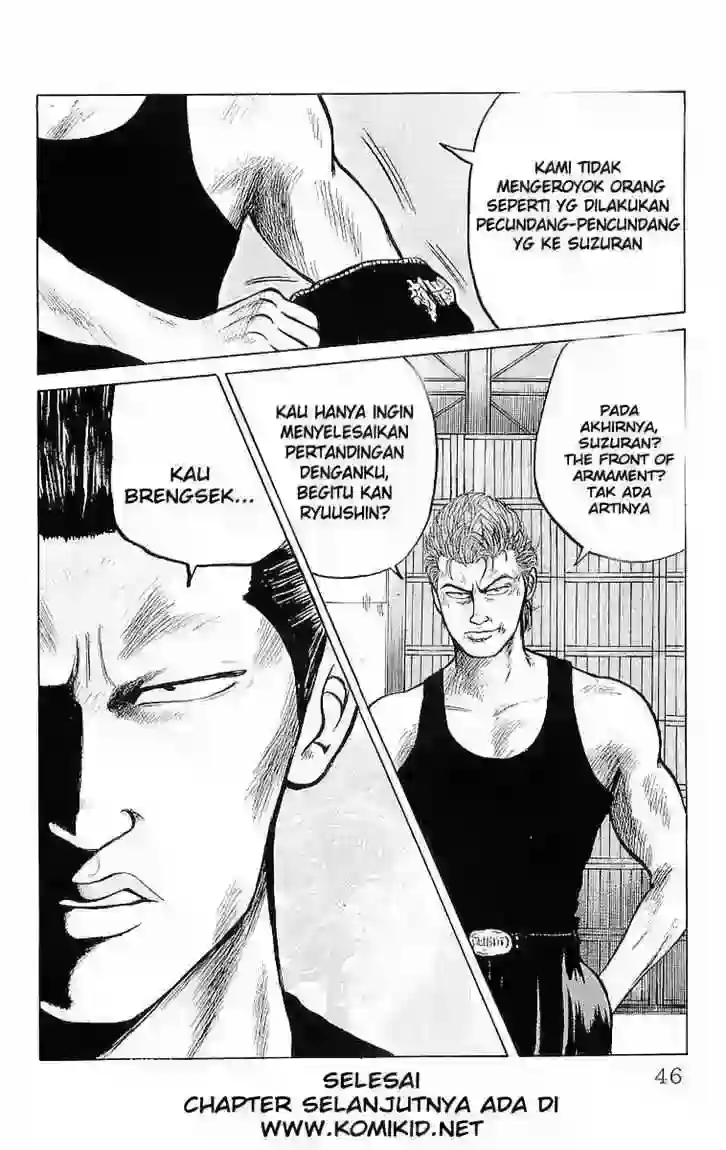 KAMI TIDAK
MENGEROYOK ORANG
SEPERTI YG DILAKUKAN
PECUNDANG-PENCUNDANG
YG KE SUZURAN
PADA
AKHIRNYA,
SUZURAN?
THE FRONT OF
ARMAMENT?
TAK ADA
ARTINYA
KAU HANYA INGIN
MENYELESAIKAN
PERTANDINGAN
DENGANKU,
BEGITU KAN
RYUUSHIN?
KAU
BRENGSEK...
46
SELESAI
CHAPTER SELANJUTNYA ADA DI
WWW.KOMIKID.NET